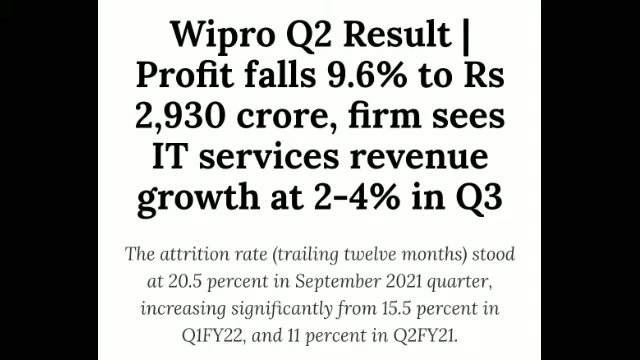 Wipro Q2 Result |
Profit falls 9.6% to Rs
2,930 crore, firm sees
IT services revenue
growth at 2-4% in Q3
The attrition rate (trailing twelve months) stood
at 20.5 percent in September 2021 quarter,
increasing significantly from 15.5 percent in
Q1FY22, and 11 percent in Q2FY21.